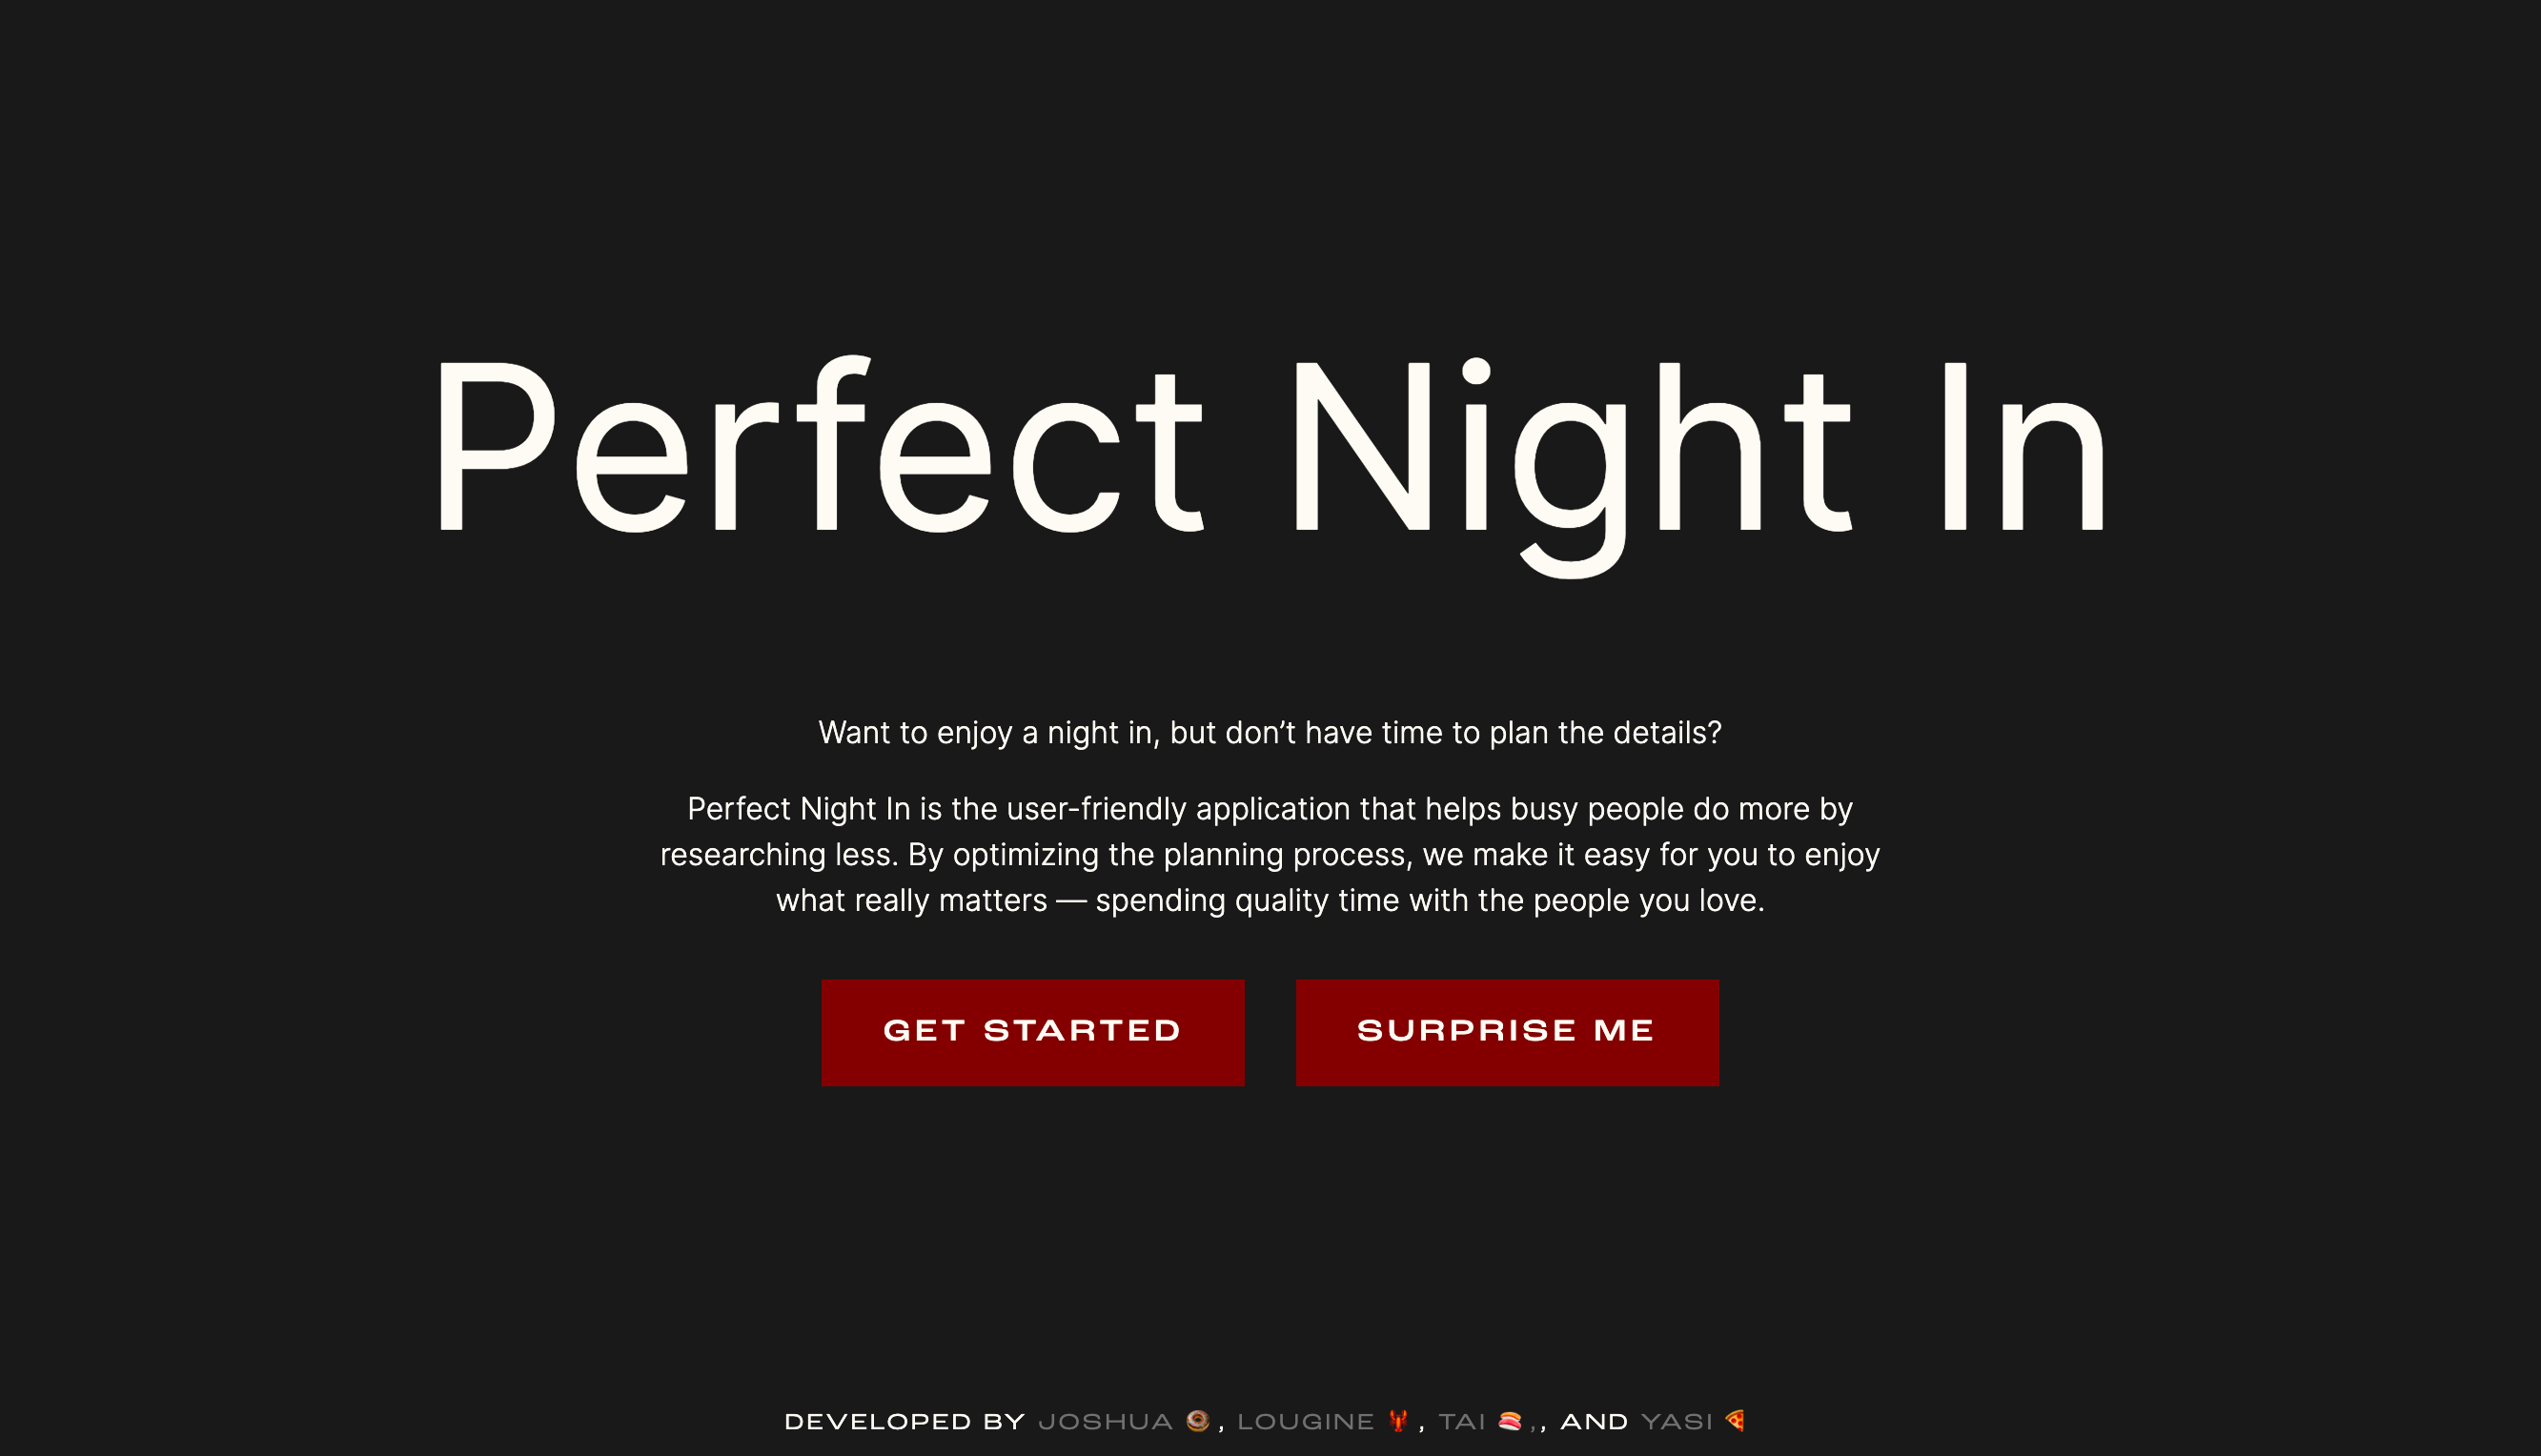 Perfect Night In
Want to enjoy a night in, but don’t have time to plan the details?
Perfect Night In is the user-friendly application that helps busy people do more by
researching less. By optimizing the planning process, we make it easy for you to enjoy
what really matters — spending quality time with the people you love.
GET STARTED
SURPRISE ME
DEVELOPED BY JOSHUA 🍩, LOUGINE 🦞, TAI 🍣,, AND YASI 🍕